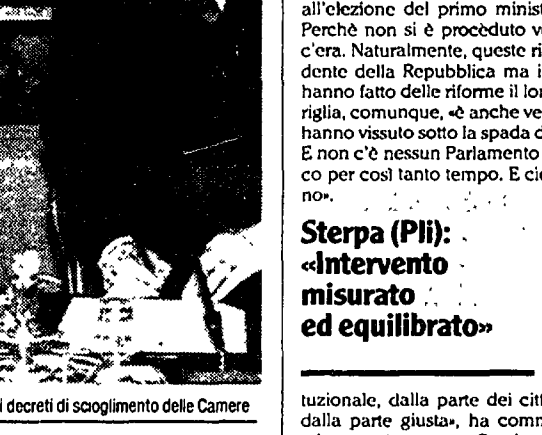 all'elezione del primo minist
Perchè non si è procèduto v
c'era. Naturalmente, queste ri
dente della Repubblica ma i
hanno fatto delle riforme il lor
riglia, comunque, «è anche ve
hanno vissuto sotto la spada d
E non c'è nessun Parlamento
co per così tanto tempo. E cio
no».
Sterpa (Pli):
«Intervento
misurato
ed equilibrato»
i decreti di scioglimento delle Camere
tuzionale, dalla parte dei citt
dalla parte giusta», ha comm